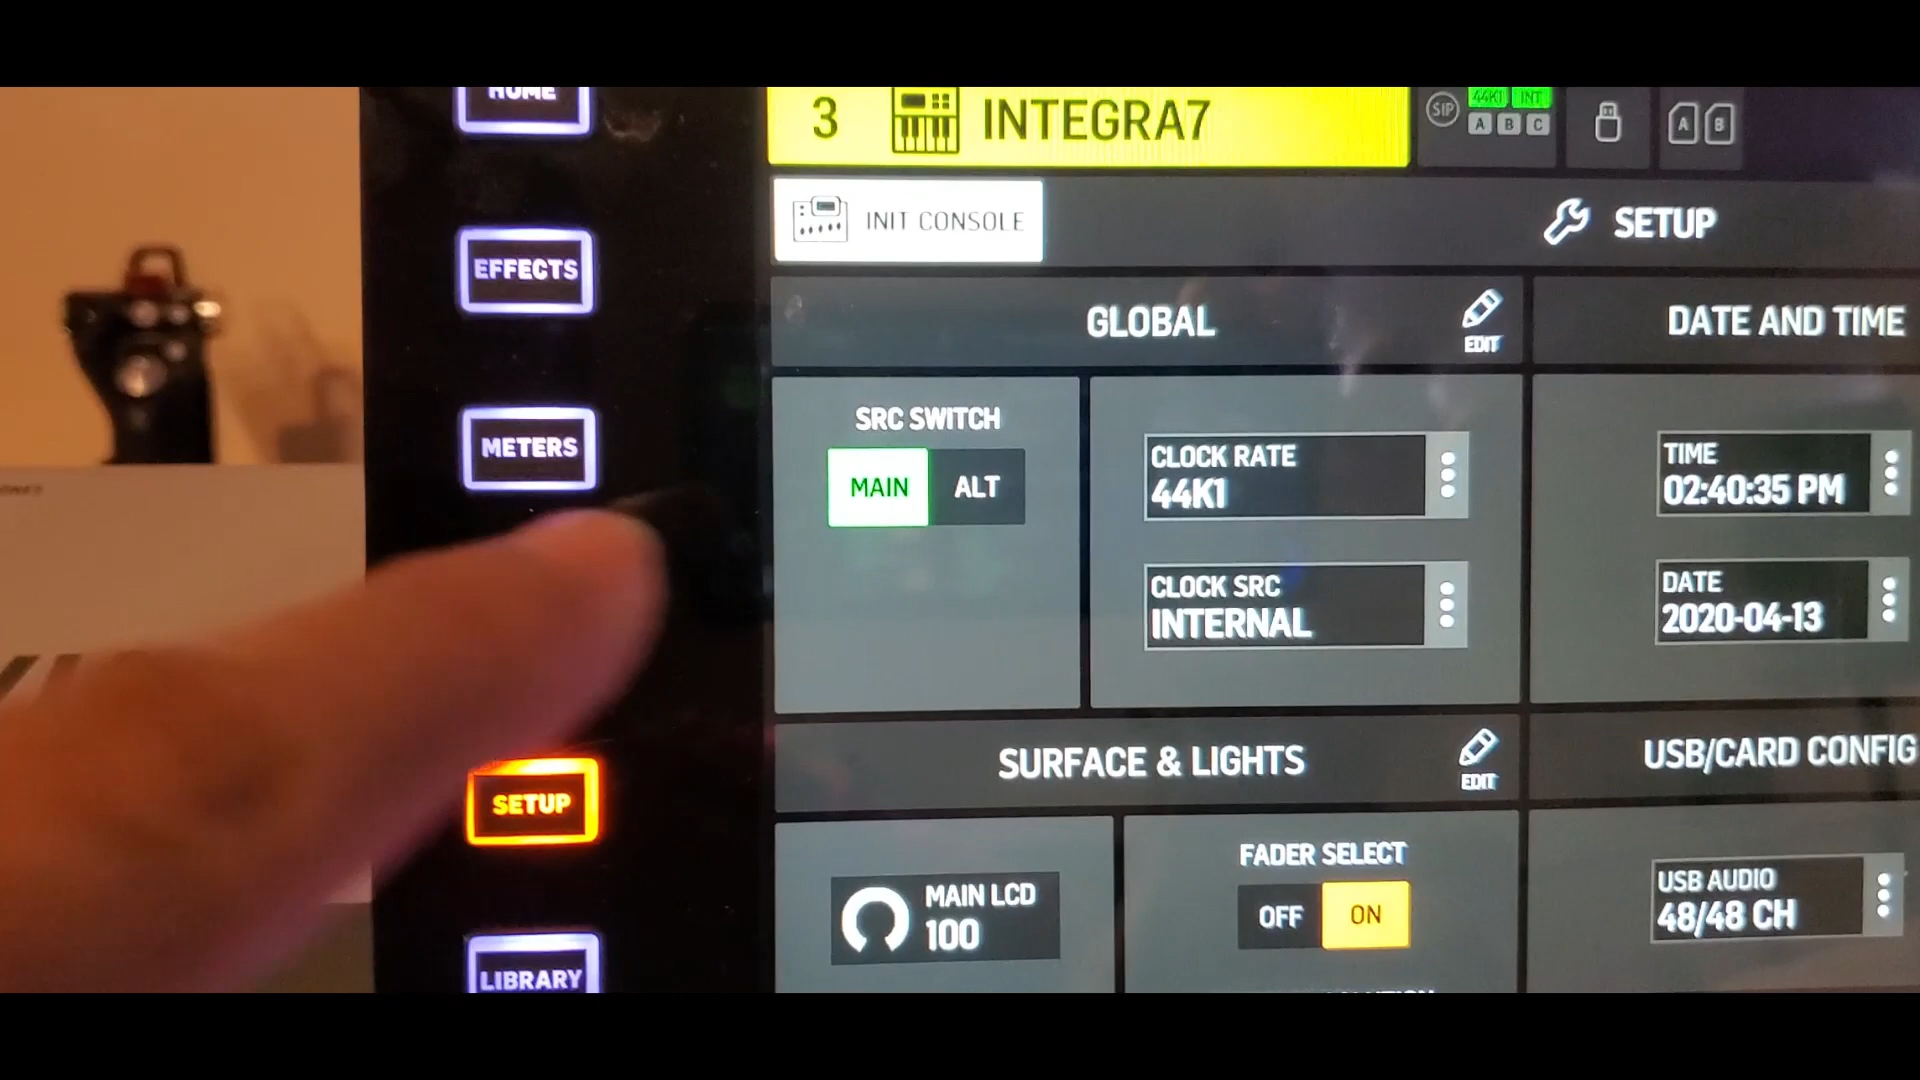 HOME
EFFECTS
METERS
SETUP
LIBRARY
3 INTEGRA7
SIP
44K1 INT
A B C
A B
INIT CONSOLE
SETUP
GLOBAL
EDIT
DATE AND TIME
SRC SWITCH
MAIN ALT
CLOCK RATE
44K1
CLOCK SRC
INTERNAL
TIME
02:40:35 PM
DATE
2020-04-13
SURFACE & LIGHTS
EDIT
USB/CARD CONFIG
MAIN LCD
100
FADER SELECT
OFF ON
USB AUDIO
48/48 CH